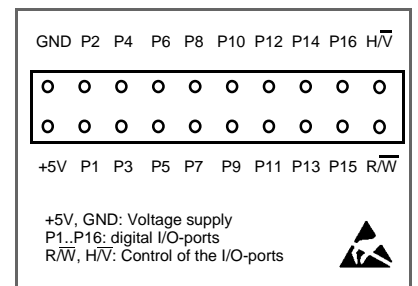 GND P2 P4 P6 P8 P10 P12 P14 P16 H/V̅
+5V P1 P3 P5 P7 P9 P11 P13 P15 R/W̅
+5V, GND: Voltage supply
P1..P16: digital I/O-ports
R/W̅, H/V̅: Control of the I/O-ports